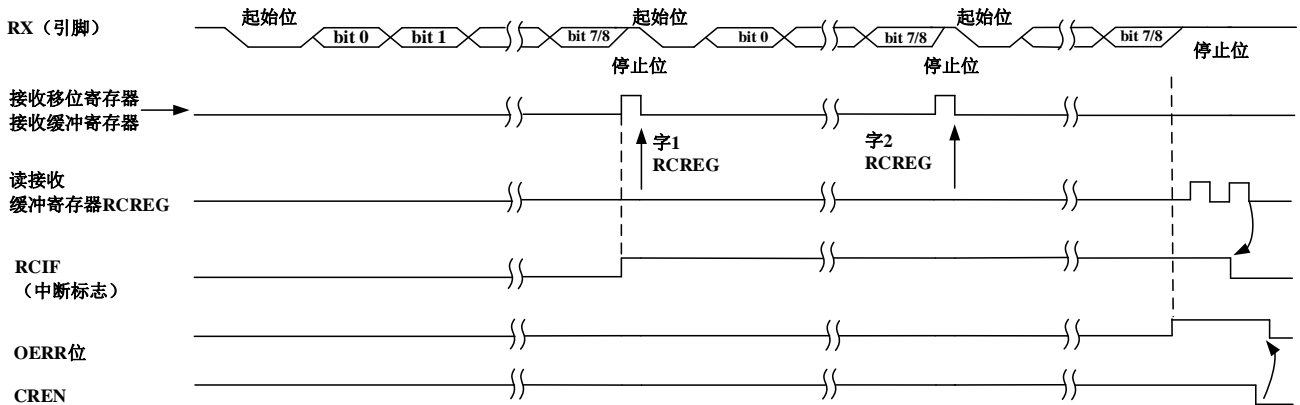 起始位 起始位 起始位
RX（引脚） bit 0 bit 1 bit 7/8 bit 0 bit 7/8 bit 7/8
停止位 停止位 停止位
接收移位寄存器
接收缓冲寄存器
字1 字2
RCREG RCREG
读接收
缓冲寄存器RCREG
RCIF
（中断标志）
OERR位
CREN